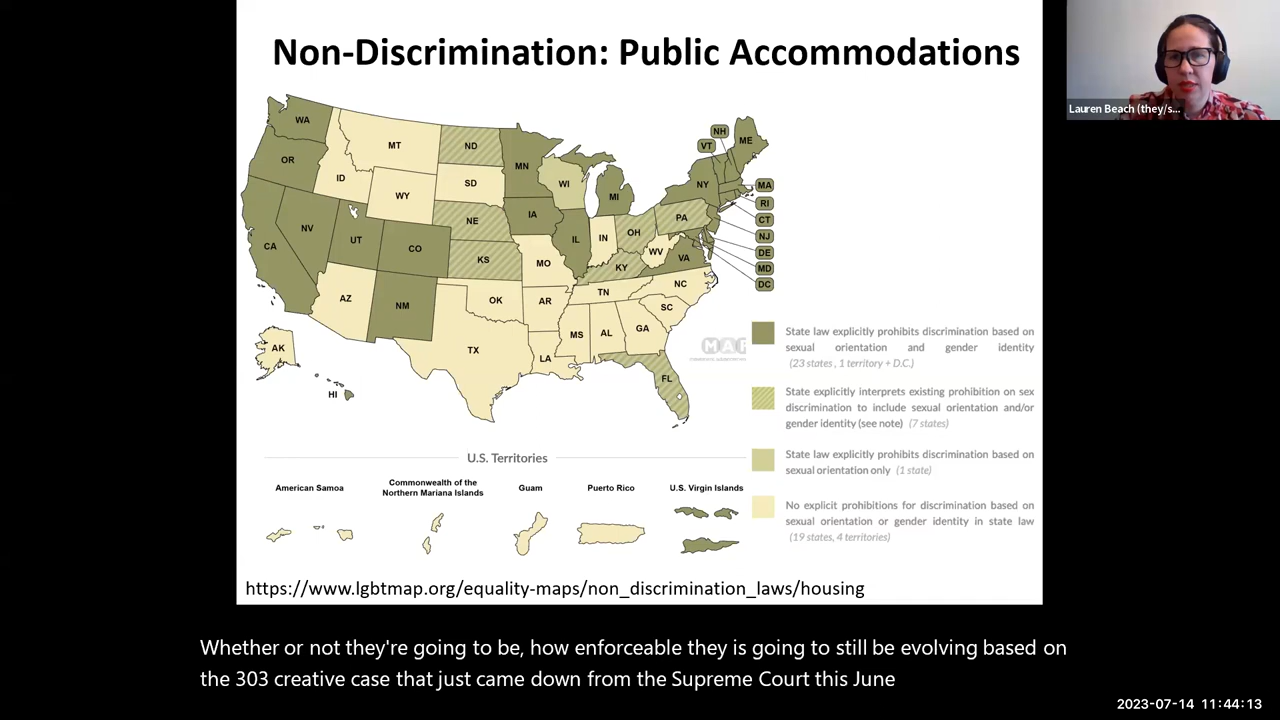 Non-Discrimination: Public Accommodations
Lauren Beach (they/s...
WA
MT
ND
MN
OR
ID
WY
SD
WI
MI
NH
VT
ME
NY
MA
RI
CT
NJ
DE
MD
DC
NV
UT
CO
NE
IA
CA
KS
MO
IL
IN
OH
PA
WV
VA
KY
AZ
NM
OK
AR
TN
NC
SC
TX
LA
MS
AL
GA
FL
AK
HI
MAP
State law explicitly prohibits discrimination based on
sexual orientation and gender identity
(23 states , 1 territory + D.C.)
State explicitly interprets existing prohibition on sex
discrimination to include sexual orientation and/or
gender identity (see note) (7 states)
State law explicitly prohibits discrimination based on
sexual orientation only (1 state)
No explicit prohibitions for discrimination based on
sexual orientation or gender identity in state law
(19 states, 4 territories)
U.S. Territories
American Samoa
Commonwealth of the
Northern Mariana Islands
Guam
Puerto Rico
U.S. Virgin Islands
https://www.lgbtmap.org/equality-maps/non_discrimination_laws/housing
Whether or not they're going to be, how enforceable they is going to still be evolving based on
the 303 creative case that just came down from the Supreme Court this June
2023-07-14 11:44:13